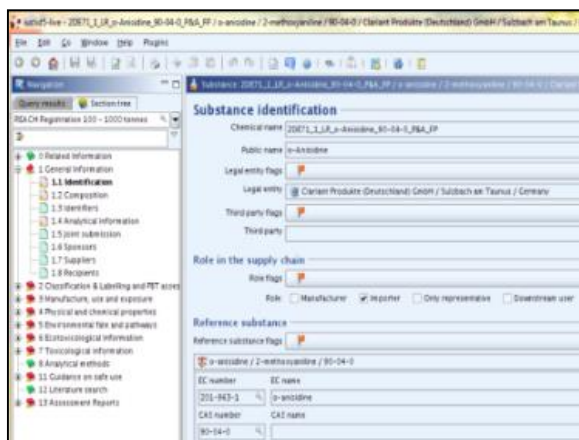 iuclid5-live - 20E71_1_LR_o-Anisidine_90-04-0_P&A_FP / o-anisidine / 2-methoxyaniline / 90-04-0 / Clariant Produkte (Deutschland) GmbH / Sulzbach am Taunus /
File Edit Go Window Help Plugins
Navigation
Substance: 20E71_1_LR_o-Anisidine_90-04-0_P&A_FP / o-anisidine / 2-methoxyaniline / 90-04-0 / Clariant
Query results Section tree
REACH Registration 100 - 1000 tonnes
0 Related Information
1 General Information
1.1 Identification
1.2 Composition
1.3 Identifiers
1.4 Analytical Information
1.5 Joint submission
1.6 Sponsors
1.7 Suppliers
1.8 Recipients
2 Classification & Labelling and PBT asses
3 Manufacture, use and exposure
4 Physical and chemical properties
5 Environmental fate and pathways
6 Ecotoxicological Information
7 Toxicological Information
8 Analytical methods
11 Guidance on safe use
12 Literature search
13 Assessment Reports
Substance identification
Chemical name 20E71_1_LR_o-Anisidine_90-04-0_P&A_FP
Public name o-Anisidine
Legal entity flags
Legal entity Clariant Produkte (Deutschland) GmbH / Sulzbach am Taunus / Germany
Third party flags
Third party
Role in the supply chain
Role flags
Role: Manufacturer Importer Only representative Downstream user
Reference substance
Reference substance flags
o-anisidine / 2-methoxyaniline / 90-04-0
EC number EC name
201-963-1 o-anisidine
CAS number CAS name
90-04-0